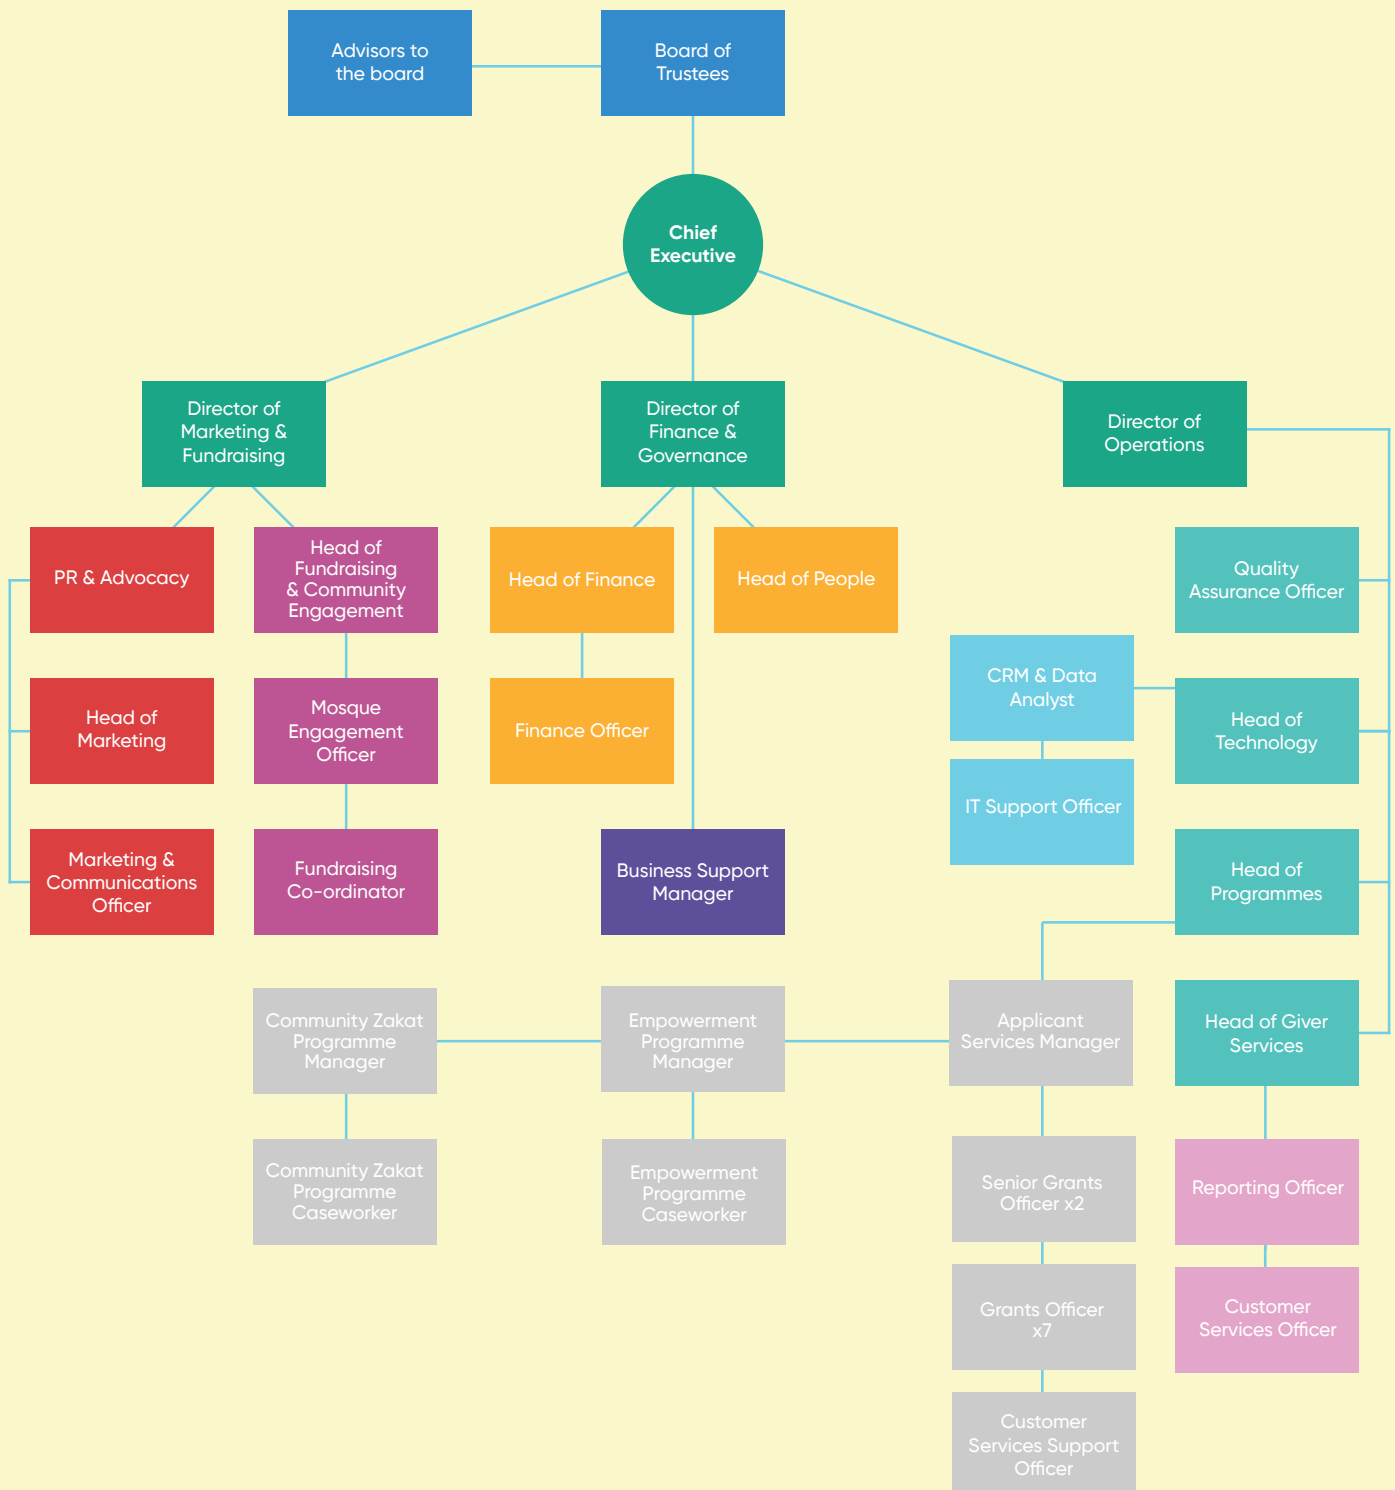 Advisors to
the board
Board of
Trustees
Chief
Executive
Director of
Marketing &
Fundraising
Director of
Finance &
Governance
Director of
Operations
PR & Advocacy
Head of
Fundraising
& Community
Engagement
Head of Finance
Head of People
Quality
Assurance Officer
CRM & Data
Analyst
Head of
Marketing
Mosque
Engagement
Officer
Finance Officer
Head of
Technology
IT Support Officer
Marketing &
Communications
Officer
Fundraising
Co-ordinator
Business Support
Manager
Head of
Programmes
Community Zakat
Programme
Manager
Empowerment
Programme
Manager
Applicant
Services Manager
Head of Giver
Services
Community Zakat
Programme
Caseworker
Empowerment
Programme
Caseworker
Senior Grants
Officer x2
Reporting Officer
Grants Officer
x7
Customer
Services Officer
Customer
Services Support
Officer